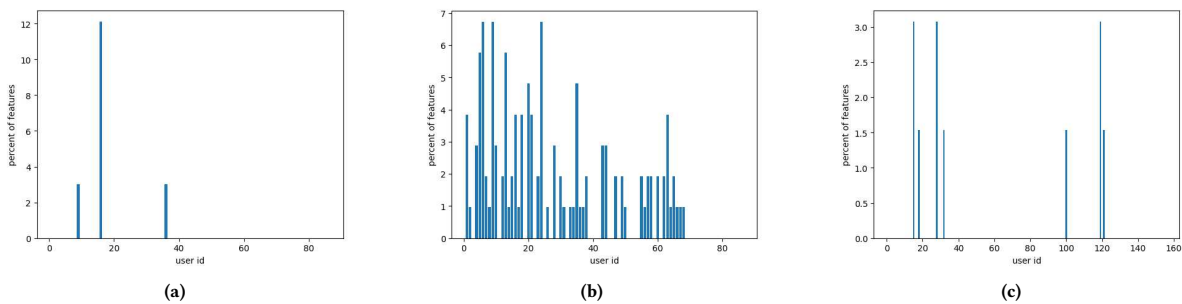 12
10
8
6
4
2
0
percent of features
0 20 40 60 80
user id
(a)
7
6
5
4
3
2
1
0
percent of features
0 20 40 60 80
user id
(b)
3.0
2.5
2.0
1.5
1.0
0.5
0.0
percent of features
0 20 40 60 80 100 120 140 160
user id
(c)